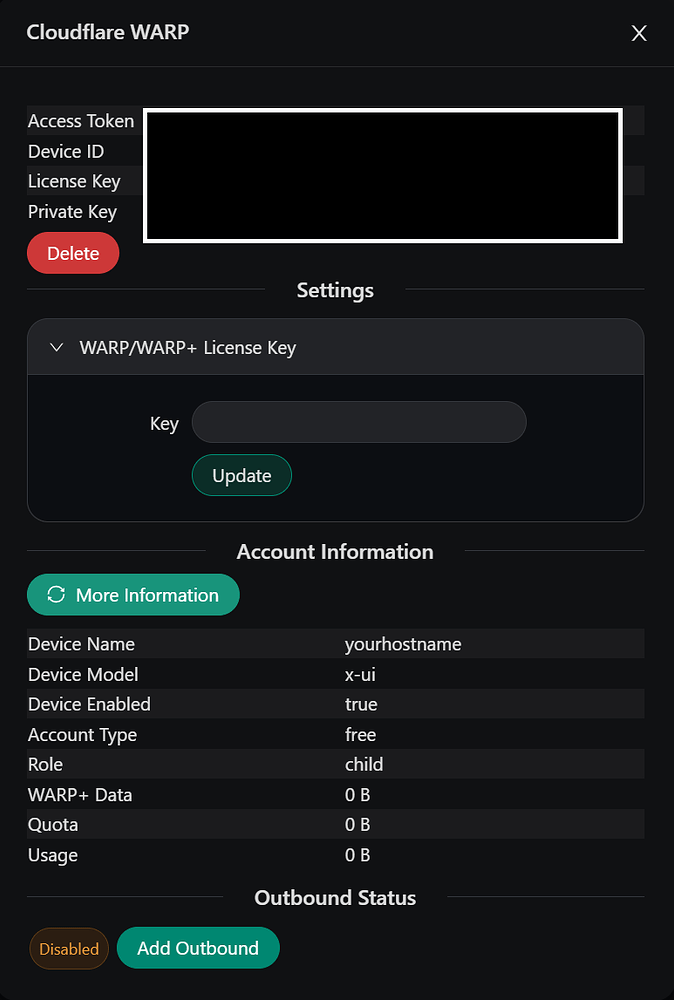 Cloudflare WARP
Access Token
Device ID
License Key
Private Key
Delete
Settings
WARP/WARP+ License Key
Key
Update
Account Information
More Information
Device Name yourhostname
Device Model x-ui
Device Enabled true
Account Type free
Role child
WARP+ Data 0 B
Quota 0 B
Usage 0 B
Outbound Status
Disabled Add Outbound